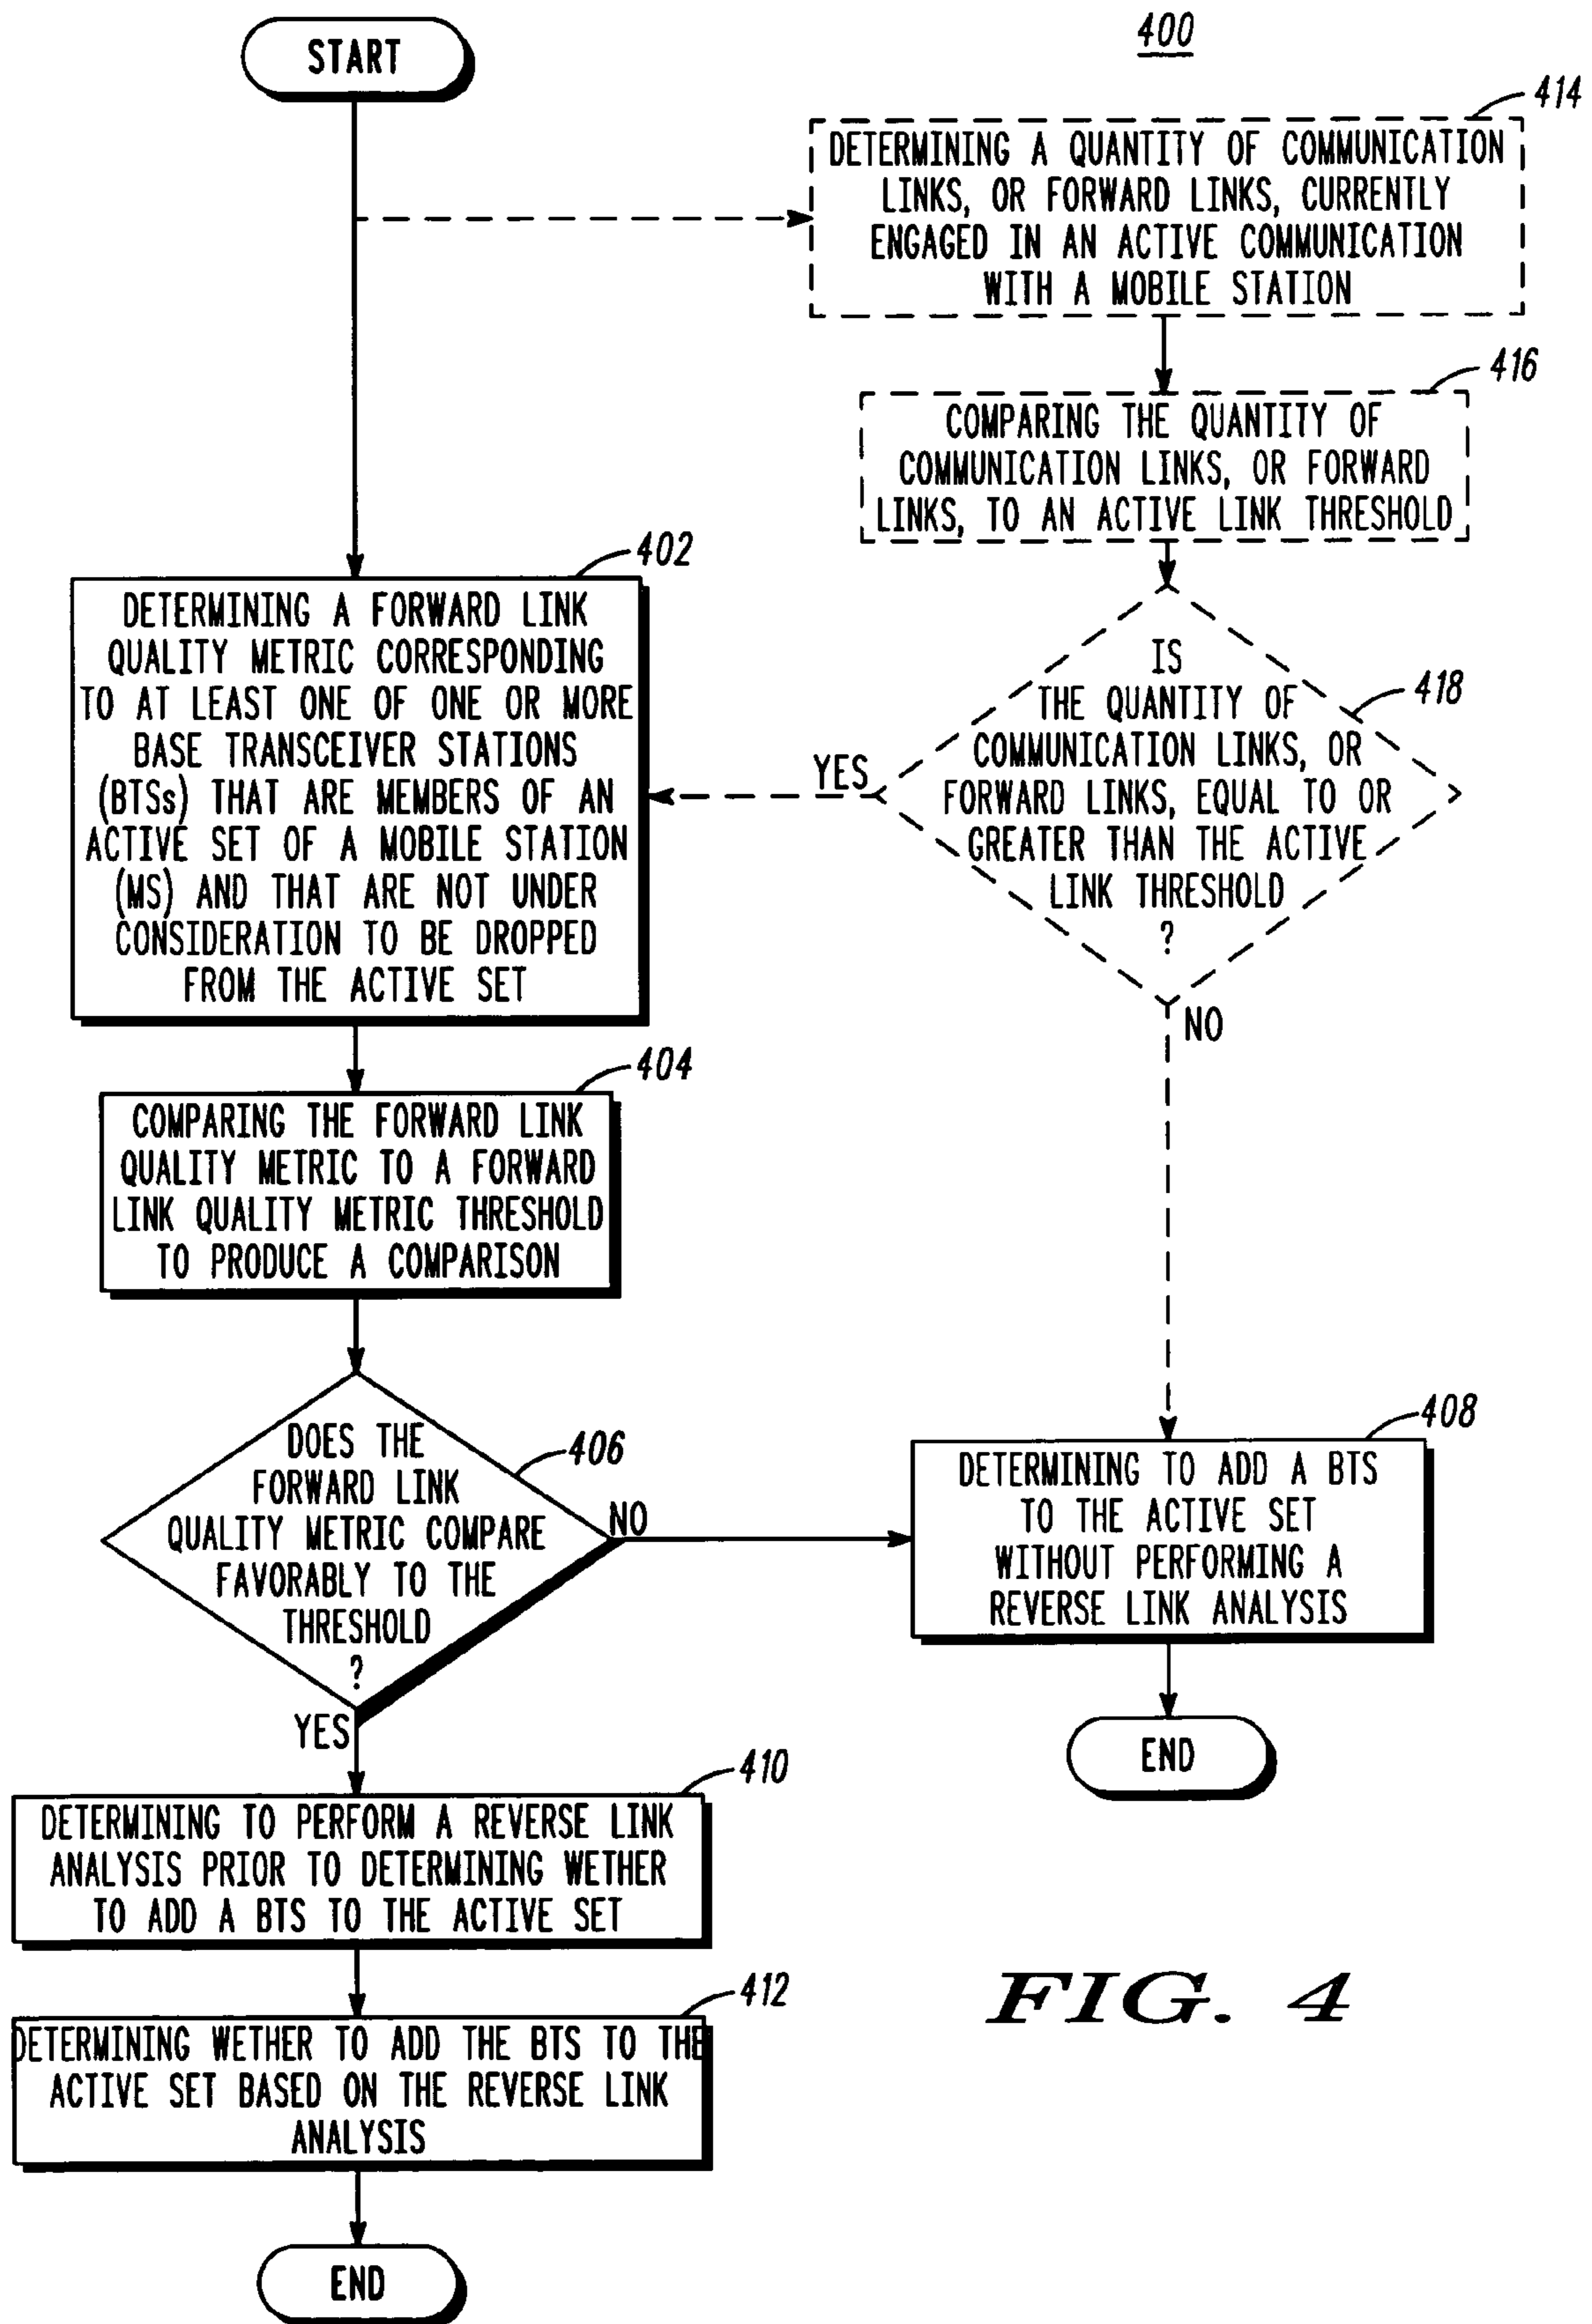 START
400
414
DETERMINING A QUANTITY OF COMMUNICATION
LINKS, OR FORWARD LINKS, CURRENTLY
ENGAGED IN AN ACTIVE COMMUNICATION
WITH A MOBILE STATION
416
COMPARING THE QUANTITY OF
COMMUNICATION LINKS, OR FORWARD
LINKS, TO AN ACTIVE LINK THRESHOLD
418
IS
THE QUANTITY OF
COMMUNICATION LINKS, OR
FORWARD LINKS, EQUAL TO OR
GREATER THAN THE ACTIVE
LINK THRESHOLD
?
YES
NO
402
DETERMINING A FORWARD LINK
QUALITY METRIC CORRESPONDING
TO AT LEAST ONE OF ONE OR MORE
BASE TRANSCEIVER STATIONS
(BTSs) THAT ARE MEMBERS OF AN
ACTIVE SET OF A MOBILE STATION
(MS) AND THAT ARE NOT UNDER
CONSIDERATION TO BE DROPPED
FROM THE ACTIVE SET
404
COMPARING THE FORWARD LINK
QUALITY METRIC TO A FORWARD
LINK QUALITY METRIC THRESHOLD
TO PRODUCE A COMPARISON
406
DOES THE
FORWARD LINK
QUALITY METRIC COMPARE
FAVORABLY TO THE
THRESHOLD
?
NO
YES
408
DETERMINING TO ADD A BTS
TO THE ACTIVE SET
WITHOUT PERFORMING A
REVERSE LINK ANALYSIS
END
410
DETERMINING TO PERFORM A REVERSE LINK
ANALYSIS PRIOR TO DETERMINING WETHER
TO ADD A BTS TO THE ACTIVE SET
412
DETERMINING WETHER TO ADD THE BTS TO THE
ACTIVE SET BASED ON THE REVERSE LINK
ANALYSIS
END
FIG. 4